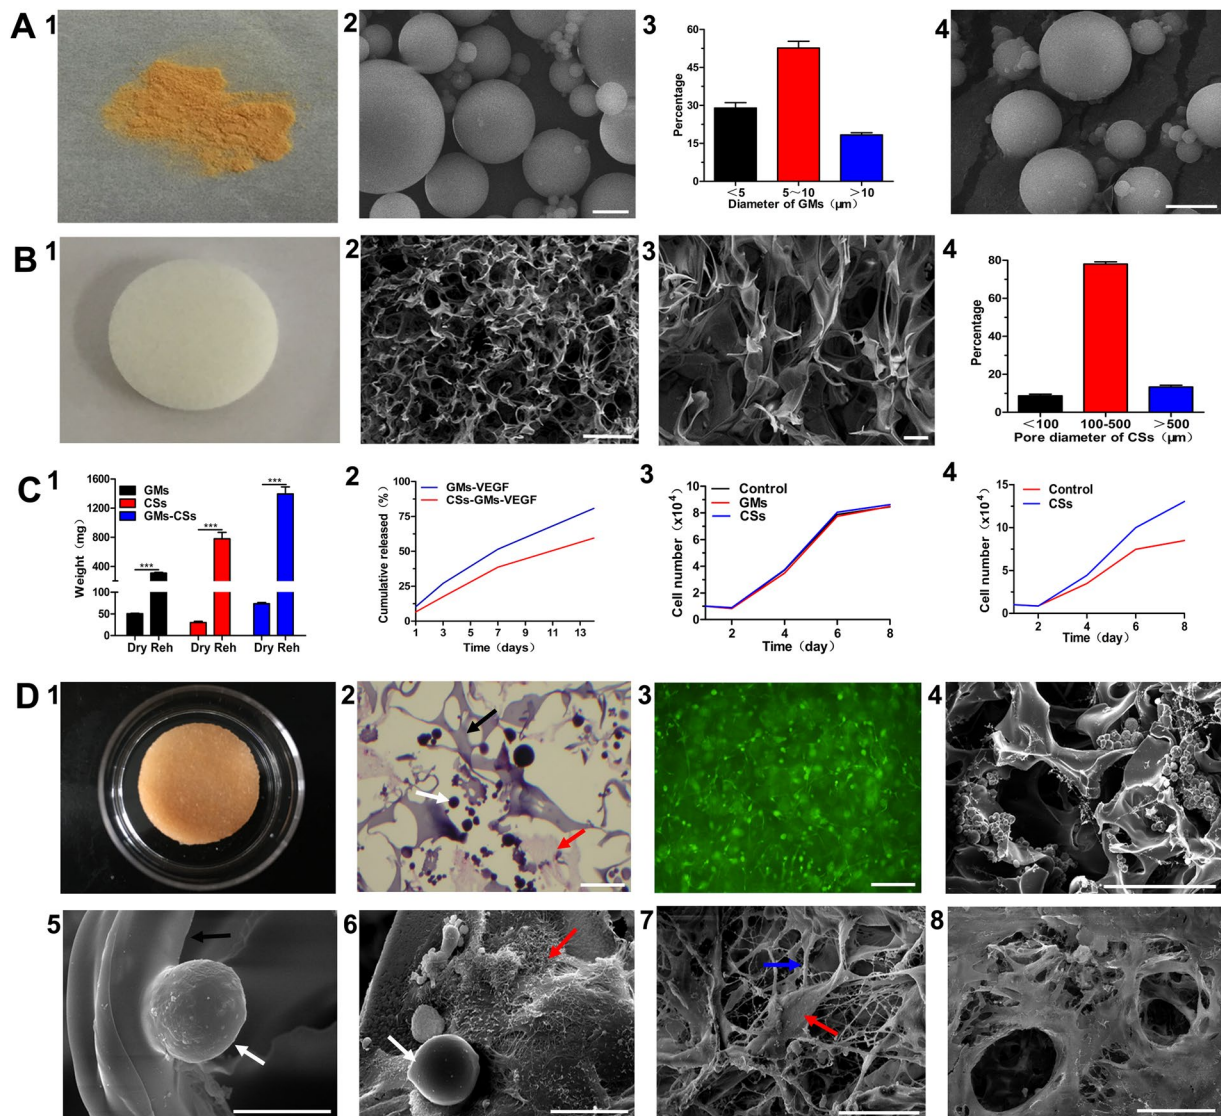 A 1 2 3 4
60
45
30
15
0
Percentage
<5 5~10 >10
Diameter of GMs（μm）
B 1 2 3 4
80
60
40
20
0
Percentage
<100 100-500 >500
Pore diameter of CSs（μm）
C 1 2 3 4
1600
1200
800
400
100
50
0
Weight（mg）
GMs
CSs
GMs-CSs
*** *** ***
Dry Reh Dry Reh Dry Reh
100
75
50
25
0
Cumulative released（%）
GMs-VEGF
CSs-GMs-VEGF
1 3 5 7 9 11 13
Time（days）
10
8
6
4
2
0
Cell number（x10⁴）
Control
GMs
CSs
2 4 6 8
Time（day）
15
10
5
0
Cell number（x10⁴）
Control
CSs
2 4 6 8
Time（day）
D 1 2 3 4
5 6 7 8